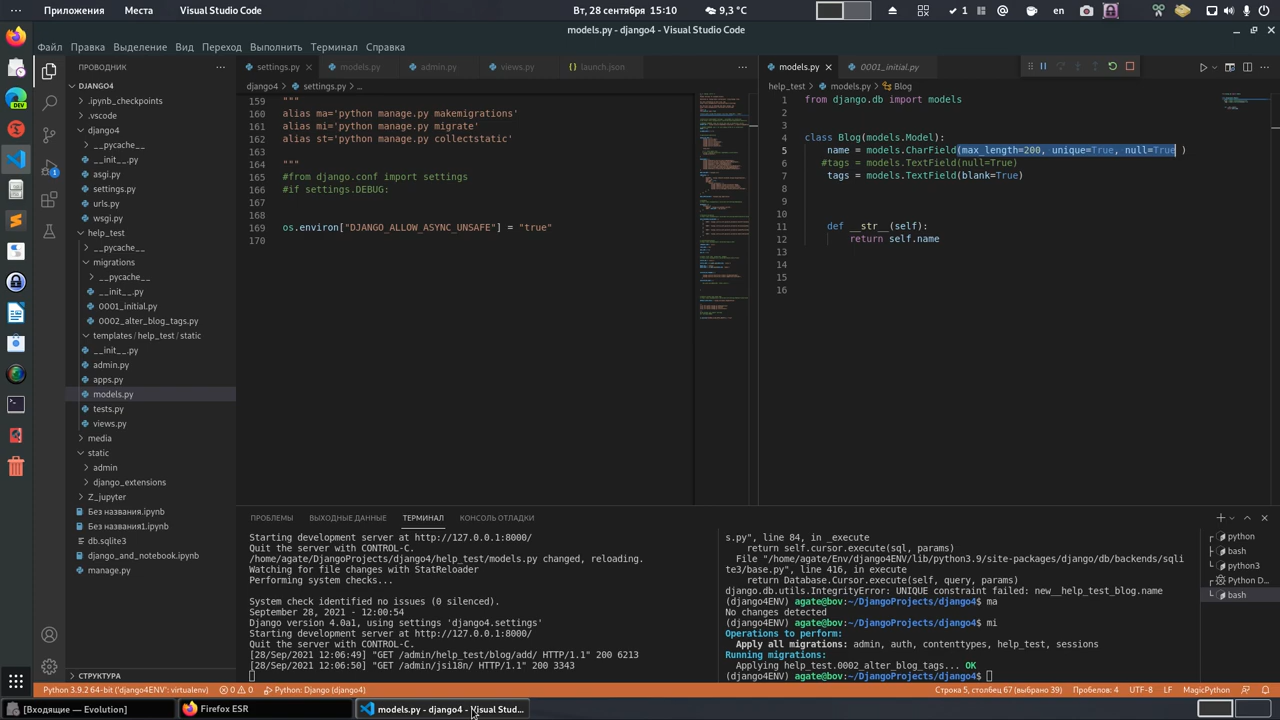 Приложения
Места
Visual Studio Code
Вт, 28 сентября 15:10
9,3 °C
1
en
models.py - django4 - Visual Studio Code
Файл Правка Выделение Вид Переход Выполнить Терминал Справка
ПРОВОДНИК
DJANGO4
.ipynb_checkpoints
.vscode
django4
__pycache__
__init__.py
asgi.py
settings.py
urls.py
wsgi.py
help_test
__pycache__
migrations
__pycache__
__init__.py
0001_initial.py
0002_alter_blog_tags.py
templates/help_test/static
__init__.py
admin.py
apps.py
models.py
tests.py
views.py
media
static
admin
django_extensions
Z_jupyter
Без названия.ipynb
Без названия1.ipynb
db.sqlite3
django_and_notebook.ipynb
manage.py
СТРУКТУРА
settings.py
models.py
admin.py
views.py
launch.json
django4 > settings.py > ...
159 """
160 alias ma='python manage.py makemigrations'
161 alias mi='python manage.py migrate'
162 alias st='python manage.py collectstatic'
163
164 """
165 #from django.conf import settings
166 #if settings.DEBUG:
167
168
169 os.environ["DJANGO_ALLOW_ASYNC_UNSAFE"] = "true"
170
models.py
0001_initial.py
help_test > models.py > Blog
1 from django.db import models
2
3
4 class Blog(models.Model):
5 name = models.CharField(max_length=200, unique=True, null=True )
6 #tags = models.TextField(null=True)
7 tags = models.TextField(blank=True)
8
9
10
11 def __str__(self):
12 return self.name
13
14
15
16
ПРОБЛЕМЫ
ВЫХОДНЫЕ ДАННЫЕ
ТЕРМИНАЛ
КОНСОЛЬ ОТЛАДКИ
Starting development server at http://127.0.0.1:8000/
Quit the server with CONTROL-C.
/home/agate/DjangoProjects/django4/help_test/models.py changed, reloading.
Watching for file changes with StatReloader
Performing system checks...
System check identified no issues (0 silenced).
September 28, 2021 - 12:00:54
Django version 4.0a1, using settings 'django4.settings'
Starting development server at http://127.0.0.1:8000/
Quit the server with CONTROL-C.
[28/Sep/2021 12:06:49] "GET /admin/help_test/blog/add/ HTTP/1.1" 200 6213
[28/Sep/2021 12:06:50] "GET /admin/jsi18n/ HTTP/1.1" 200 3343
s.py", line 84, in _execute
return self.cursor.execute(sql, params)
File "/home/agate/Env/django4ENV/lib/python3.9/site-packages/django/db/backends/sqli
te3/base.py", line 416, in execute
return Database.Cursor.execute(self, query, params)
django.db.utils.IntegrityError: UNIQUE constraint failed: new__help_test_blog.name
(django4ENV) agate@bov:~/DjangoProjects/django4$ ma
No changes detected
(django4ENV) agate@bov:~/DjangoProjects/django4$ mi
Operations to perform:
Apply all migrations: admin, auth, contenttypes, help_test, sessions
Running migrations:
Applying help_test.0002_alter_blog_tags... OK
(django4ENV) agate@bov:~/DjangoProjects/django4$
python
bash
python3
Python D...
bash
Python 3.9.2 64-bit ('django4ENV': virtualenv)
0 0
Python: Django (django4)
Строка 5, столбец 67 (выбрано 39)
Пробелов: 4
UTF-8
LF
MagicPython
[Входящие — Evolution]
Firefox ESR
models.py - django4 - Visual Stud...